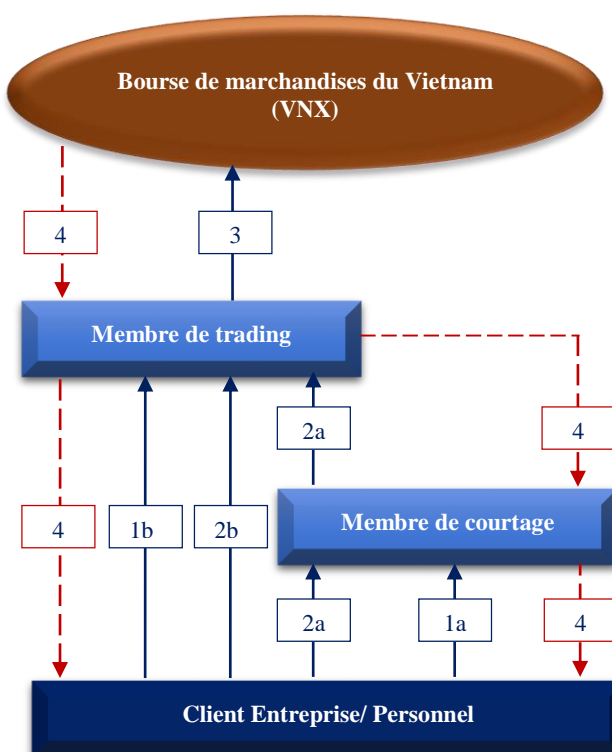 Bourse de marchandises du Vietnam
(VNX)
4
3
Membre de trading
2a
4
4
1b
2b
Membre de courtage
2a
1a
4
Client Entreprise/ Personnel